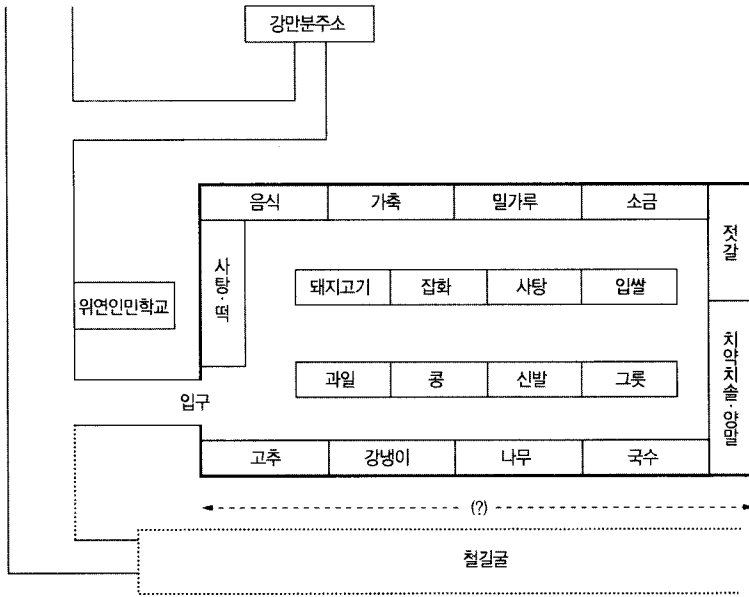 강만분주소
음식 가축 밀가루 소금
젓갈
사탕·떡
돼지고기 잡화 사탕 입쌀
위연인민학교
치약치솔·양말
과일 콩 신발 그릇
입구
고추 강냉이 나무 국수
(?)
철길굴